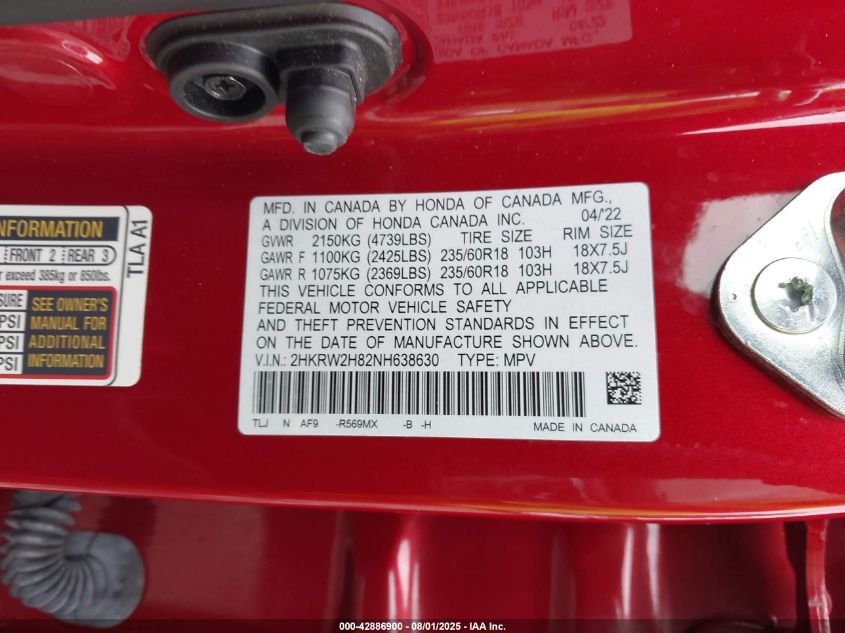 MFD. IN CANADA BY HONDA OF CANADA MFG.,
A DIVISION OF HONDA CANADA INC. 04/'22
GVWR 2150KG (4739LBS) TIRE SIZE RIM SIZE
GAWR F 1100KG (2425LBS) 235/60R18 103H 18X7.5J
GAWR R 1075KG (2369LBS) 235/60R18 103H 18X7.5J
THIS VEHICLE CONFORMS TO ALL APPLICABLE
FEDERAL MOTOR VEHICLE SAFETY
AND THEFT PREVENTION STANDARDS IN EFFECT
ON THE DATE OF MANUFACTURE SHOWN ABOVE.
V.I.N.: 2HKRW2H82NH638630 TYPE: MPV
TLJ N AF9 -R569MX -B -H MADE IN CANADA
INFORMATION
FRONT 2 REAR 3
exceed 385kg or 850lbs.
TLA A1
SEE OWNER'S
PSI MANUAL FOR
PSI ADDITIONAL
PSI INFORMATION
000-42886900 - 08/01/2025 - IAA Inc.